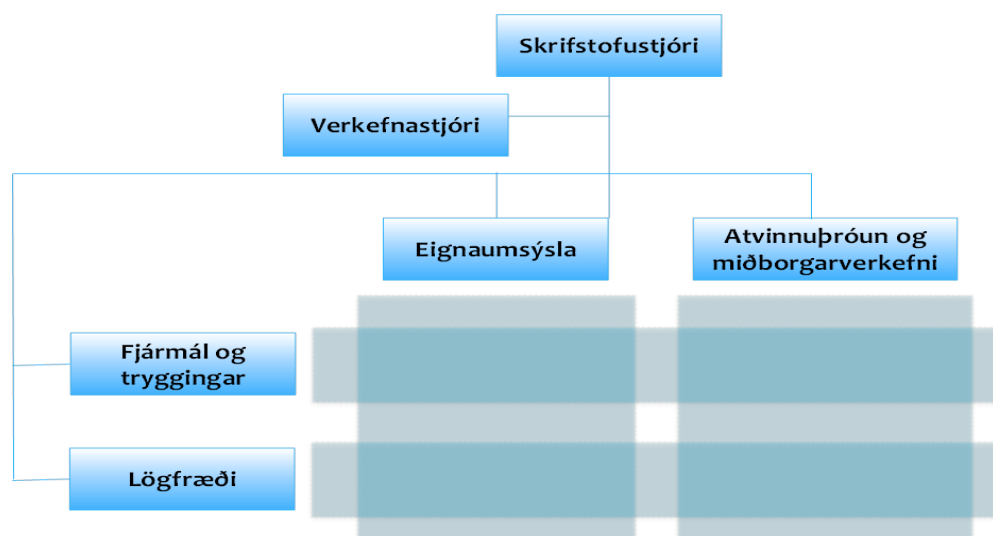 Skrifstofustjóri
Verkefnastjóri
Eignaumsýsla
Atvinnuþróun og
miðborgarverkefni
Fjármál og
tryggingar
Lögfræði